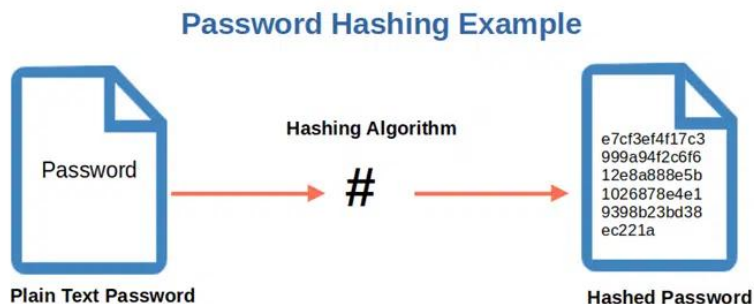 Password Hashing Example
Hashing Algorithm
Password
#
e7cf3ef4f17c3
999a94f2c6f6
12e8a888e5b
1026878e4e1
9398b23bd38
ec221a
Plain Text Password
Hashed Password